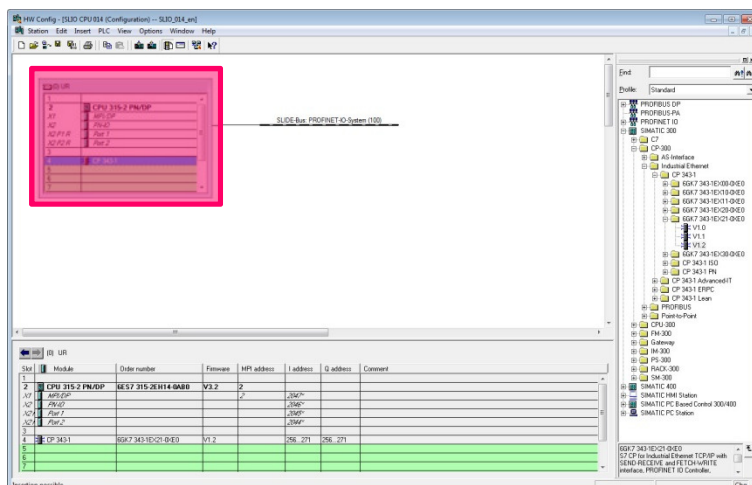 HW Config - [SLIO CPU 014 (Configuration) -- SLIO_014_en]
Station Edit Insert PLC View Options Window Help
(0) UR
1
2 CPU 315-2 PN/DP
X1 MPI/DP
X2 PN-IO
X2 P1 R Port 1
X2 P2 R Port 2
3
4 CP 343-1
5
6
7
SLIDE-Bus: PROFINET-IO-System (100)
Find:
Profile: Standard
PROFIBUS DP
PROFIBUS-PA
PROFINET IO
SIMATIC 300
C7
CP-300
AS-Interface
Industrial Ethernet
CP 343-1
6GK7 343-1EX00-0XE0
6GK7 343-1EX10-0XE0
6GK7 343-1EX11-0XE0
6GK7 343-1EX20-0XE0
6GK7 343-1EX21-0XE0
V1.0
V1.1
V1.2
6GK7 343-1EX30-0XE0
CP 343-1 ISO
CP 343-1 PN
CP 343-1 Advanced-IT
CP 343-1 ERPC
CP 343-1 Lean
PROFIBUS
Point-to-Point
CPU-300
FM-300
Gateway
IM-300
PS-300
RACK-300
SM-300
SIMATIC 400
SIMATIC HMI Station
SIMATIC PC Based Control 300/400
SIMATIC PC Station
(0) UR
Slot Module Order number Firmware MPI address I address Q address Comment
1
2 CPU 315-2 PN/DP 6ES7 315-2EH14-0AB0 V3.2 2
X1 MPI/DP 2 2047*
X2 PN-IO 2046*
X2 Port 1 2045*
X2 Port 2 2044*
3
4 CP 343-1 6GK7 343-1EX21-0XE0 V1.2 256...271 256...271
5
6
7
6GK7 343-1EX21-0XE0
S7 CP for Industrial Ethernet TCP/IP with
SEND-RECEIVE and FETCH-WRITE
interface, PROFINET IO Controller,
Insertion possible
Chg